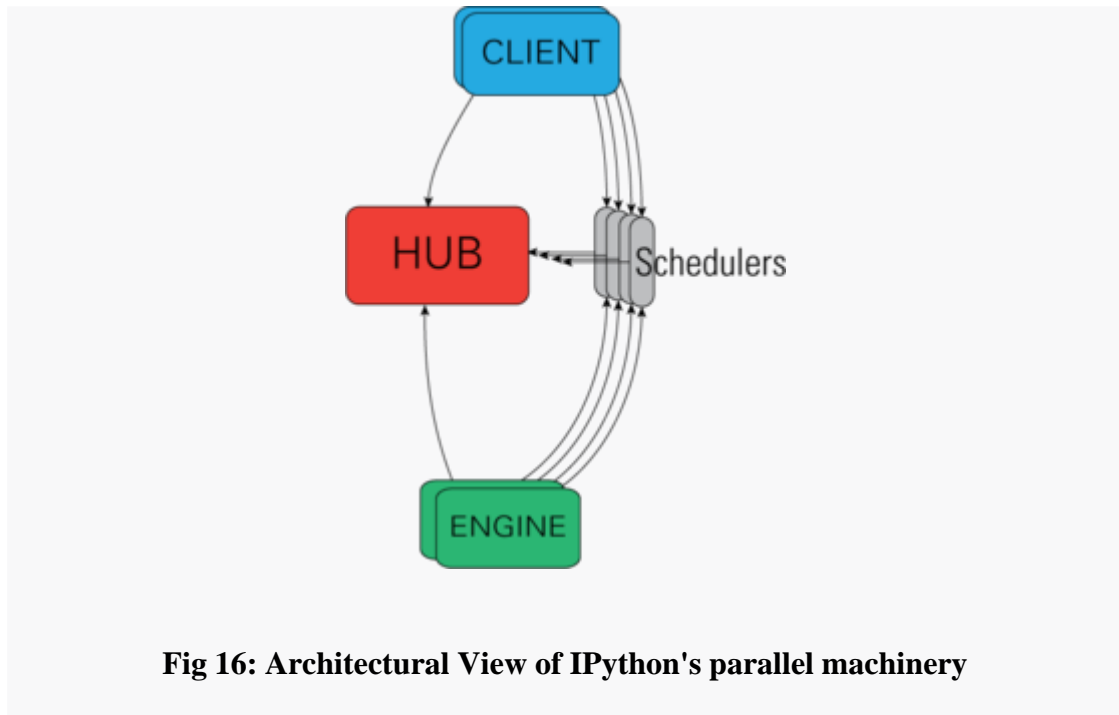 CLIENT
HUB
Schedulers
ENGINE
Fig 16: Architectural View of IPython's parallel machinery